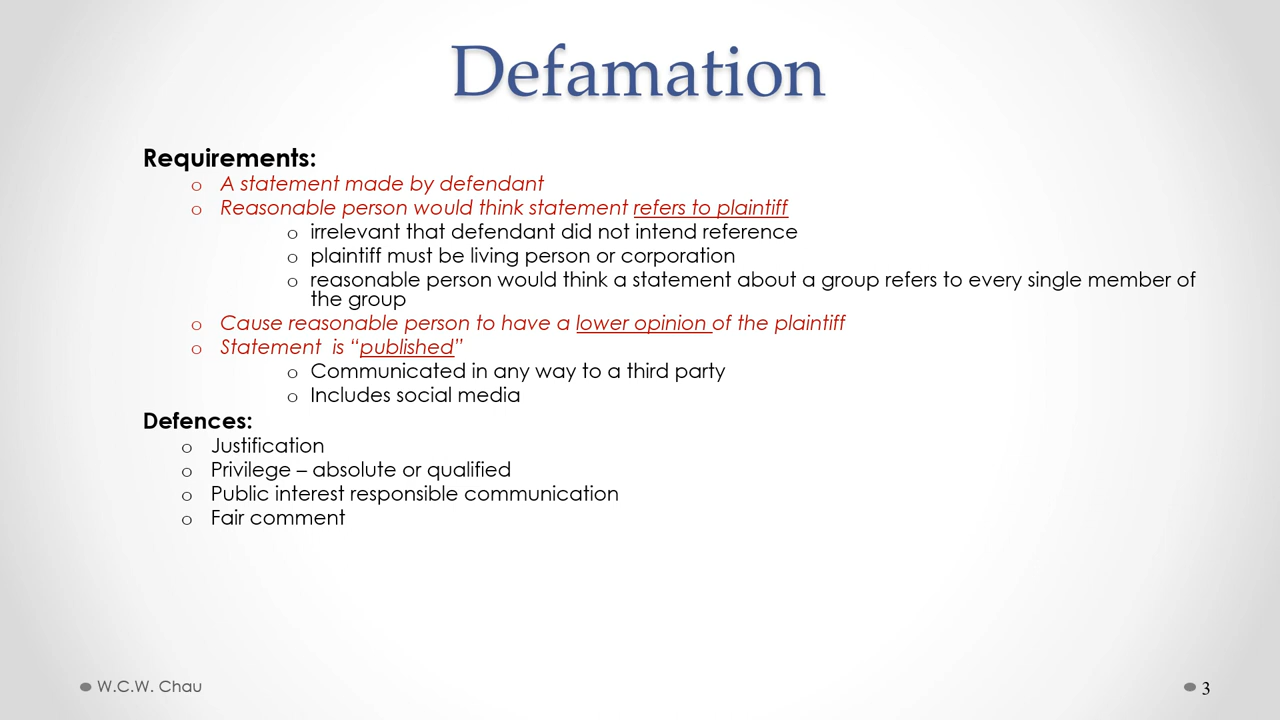 Defamation
Requirements:
o A statement made by defendant
o Reasonable person would think statement refers to plaintiff
o irrelevant that defendant did not intend reference
o plaintiff must be living person or corporation
o reasonable person would think a statement about a group refers to every single member of
the group
o Cause reasonable person to have a lower opinion of the plaintiff
o Statement is “published”
o Communicated in any way to a third party
o Includes social media
Defences:
o Justification
o Privilege – absolute or qualified
o Public interest responsible communication
o Fair comment
W.C.W. Chau
3